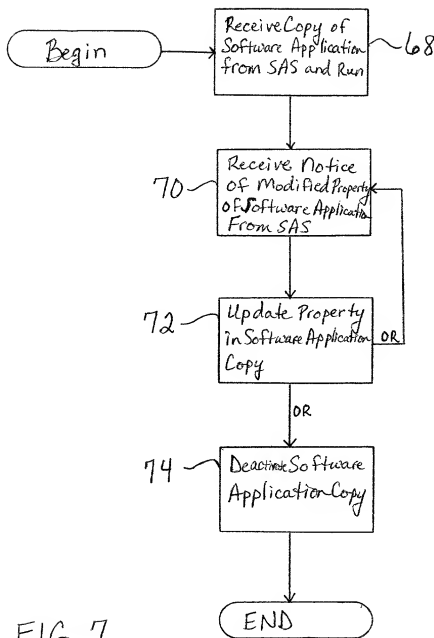 Begin
Receive Copy of
Software Application
from SAS and Run
68
70
Receive Notice
of Modified Property
of Software Application
From SAS
72
Update Property
in Software Application
Copy
OR
OR
74
Deactivate Software
Application Copy
END
FIG. 7